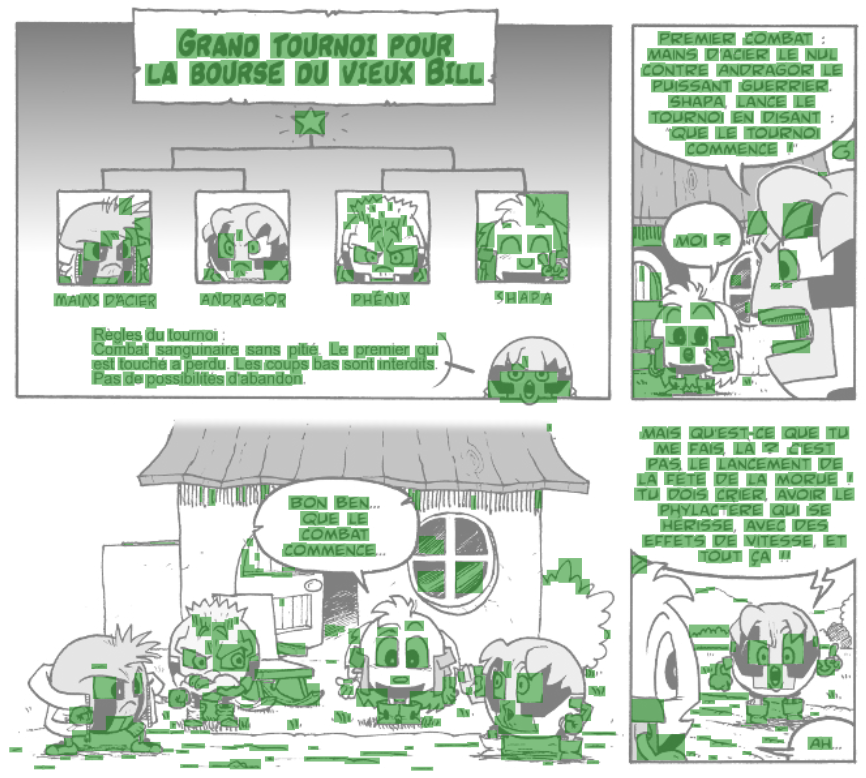 GRAND TOURNOI POUR
LA BOURSE DU VIEUX BILL
MAINS D'ACIER
ANDRAGOR
PHÉNIX
SHAPA
Règles du tournoi :
Combat sanguinaire sans pitié. Le premier qui
est touché a perdu. Les coups bas sont interdits.
Pas de possibilités d'abandon.
PREMIER COMBAT :
MAINS D'ACIER LE NUL
CONTRE ANDRAGOR LE
PUISSANT GUERRIER.
SHAPA, LANCE LE
TOURNOI EN DISANT :
"QUE LE TOURNOI
COMMENCE !"
MOI ?
BON BEN...
QUE LE
COMBAT
COMMENCE...
MAIS QU'EST-CE QUE TU
ME FAIS, LÀ ? C'EST
PAS LE LANCEMENT DE
LA FÊTE DE LA MORUE !
TU DOIS CRIER, AVOIR LE
PHYLACTÈRE QUI SE
HÉRISSE, AVEC DES
EFFETS DE VITESSE, ET
TOUT ÇA !!
AH...